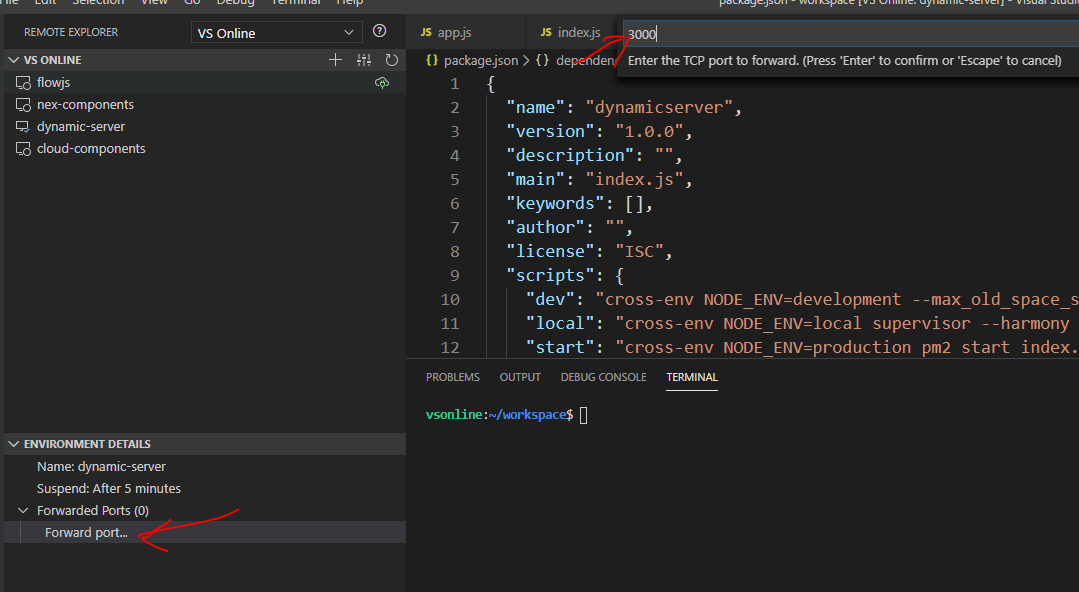 File Edit Selection View Go Debug Terminal Help
package.json - workspace [VS Online: dynamic-server] - Visual Studio
REMOTE EXPLORER
VS Online
VS ONLINE
flowjs
nex-components
dynamic-server
cloud-components
ENVIRONMENT DETAILS
Name: dynamic-server
Suspend: After 5 minutes
Forwarded Ports (0)
Forward port...
JS app.js
JS index.js
3000
Enter the TCP port to forward. (Press 'Enter' to confirm or 'Escape' to cancel)
{} package.json > {} dependen
1 {
2 "name": "dynamicserver",
3 "version": "1.0.0",
4 "description": "",
5 "main": "index.js",
6 "keywords": [],
7 "author": "",
8 "license": "ISC",
9 "scripts": {
10 "dev": "cross-env NODE_ENV=development --max_old_space_s
11 "local": "cross-env NODE_ENV=local supervisor --harmony
12 "start": "cross-env NODE_ENV=production pm2 start index.
PROBLEMS OUTPUT DEBUG CONSOLE TERMINAL
vsonline:~/workspace$